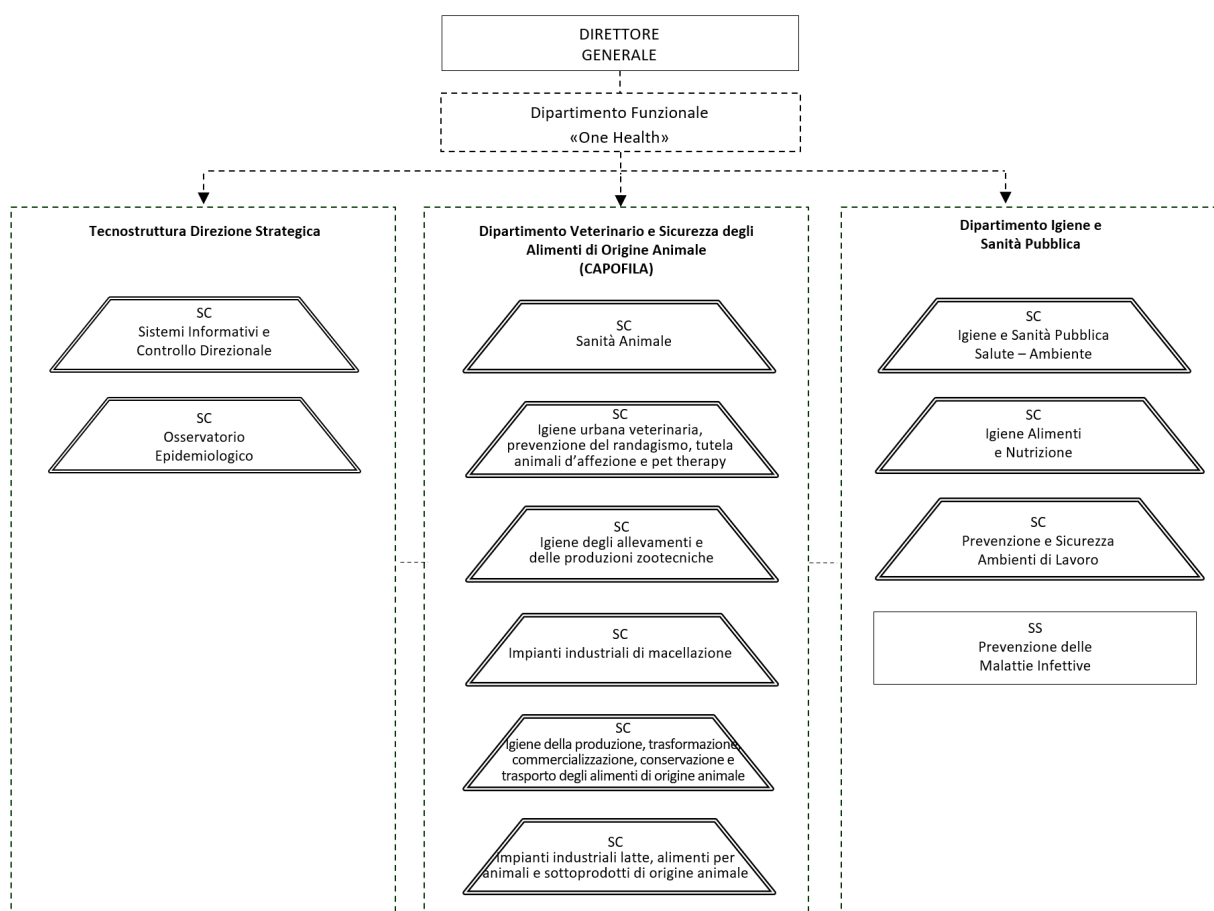 DIRETTORE
GENERALE
Dipartimento Funzionale
«One Health»
Tecnostruttura Direzione Strategica
SC
Sistemi Informativi e
Controllo Direzionale
SC
Osservatorio
Epidemiologico
Dipartimento Veterinario e Sicurezza degli
Alimenti di Origine Animale
(CAPOFILA)
SC
Sanità Animale
SC
Igiene urbana veterinaria,
prevenzione del randagismo, tutela
animali d’affezione e pet therapy
SC
Igiene degli allevamenti e
delle produzioni zootecniche
SC
Impianti industriali di macellazione
SC
Igiene della produzione, trasformazione,
commercializzazione, conservazione e
trasporto degli alimenti di origine animale
SC
Impianti industriali latte, alimenti per
animali e sottoprodotti di origine animale
Dipartimento Igiene e
Sanità Pubblica
SC
Igiene e Sanità Pubblica
Salute – Ambiente
SC
Igiene Alimenti
e Nutrizione
SC
Prevenzione e Sicurezza
Ambienti di Lavoro
SS
Prevenzione delle
Malattie Infettive